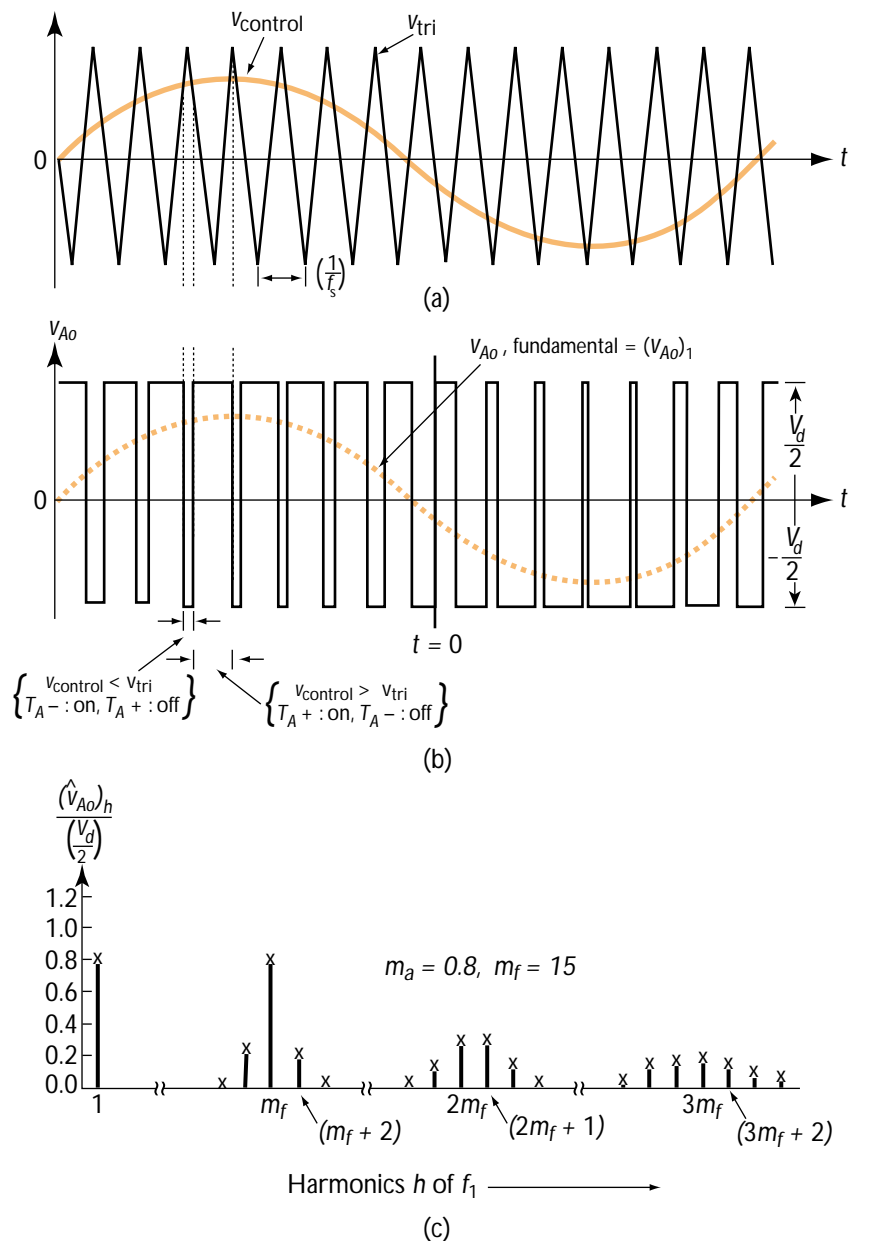 v_control
v_tri
0
t
(1/f_s)
(a)
v_Ao
v_Ao , fundamental = (v_Ao)_1
0
t
V_d/2
-V_d/2
t = 0
{v_control < v_tri
T_A- : on, T_A+ : off}
{v_control > v_tri
T_A+ : on, T_A- : off}
(b)
(v̂_Ao)_h
(V_d/2)
1.2
1.0
0.8
0.6
0.4
0.2
0.0
m_a = 0.8, m_f = 15
1
m_f
(m_f + 2)
2m_f
(2m_f + 1)
3m_f
(3m_f + 2)
Harmonics h of f_1
(c)